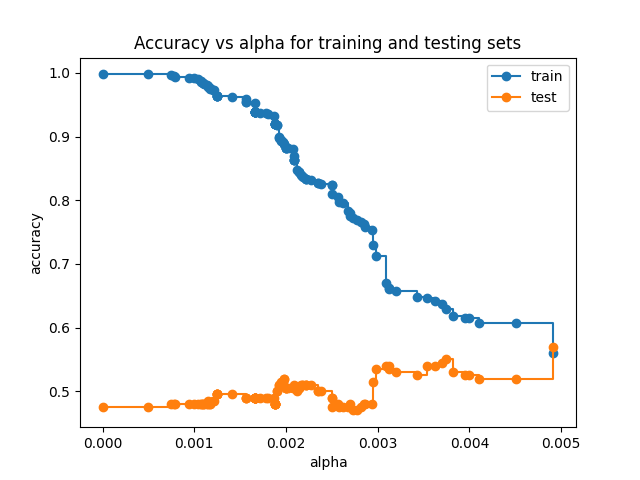 Accuracy vs alpha for training and testing sets
train
test
1.0
0.9
0.8
0.7
0.6
0.5
accuracy
0.000
0.001
0.002
0.003
0.004
0.005
alpha